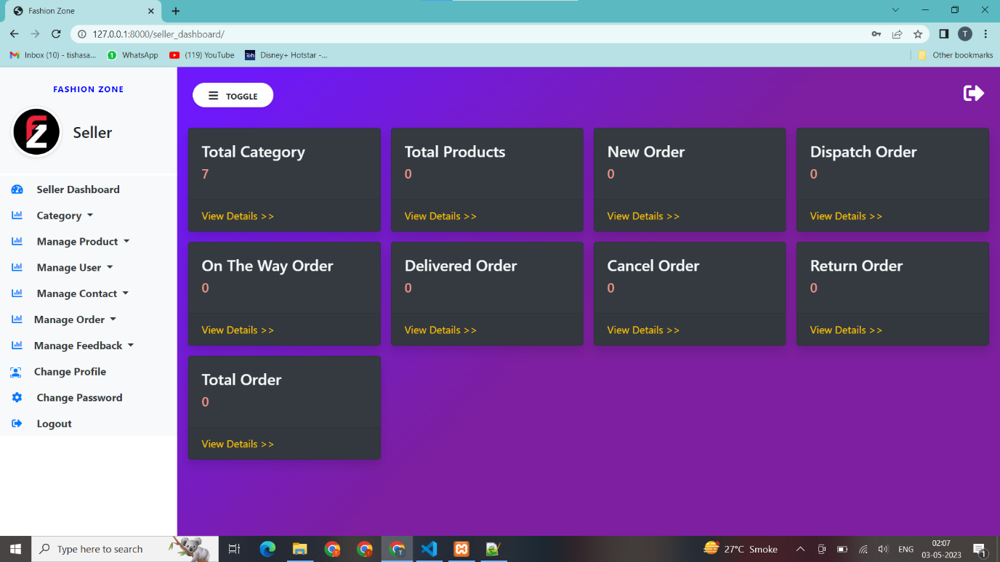 Fashion Zone
127.0.0.1:8000/seller_dashboard/
T
Inbox (10) - tishasa...
1 WhatsApp
(119) YouTube
Disney+ Hotstar -...
Other bookmarks
FASHION ZONE
FZ
Seller
Seller Dashboard
Category
Manage Product
Manage User
Manage Contact
Manage Order
Manage Feedback
Change Profile
Change Password
Logout
TOGGLE
Total Category
7
View Details >>
Total Products
0
View Details >>
New Order
0
View Details >>
Dispatch Order
0
View Details >>
On The Way Order
0
View Details >>
Delivered Order
0
View Details >>
Cancel Order
0
View Details >>
Return Order
0
View Details >>
Total Order
0
View Details >>
Type here to search
27°C Smoke
ENG
02:07
03-05-2023
1